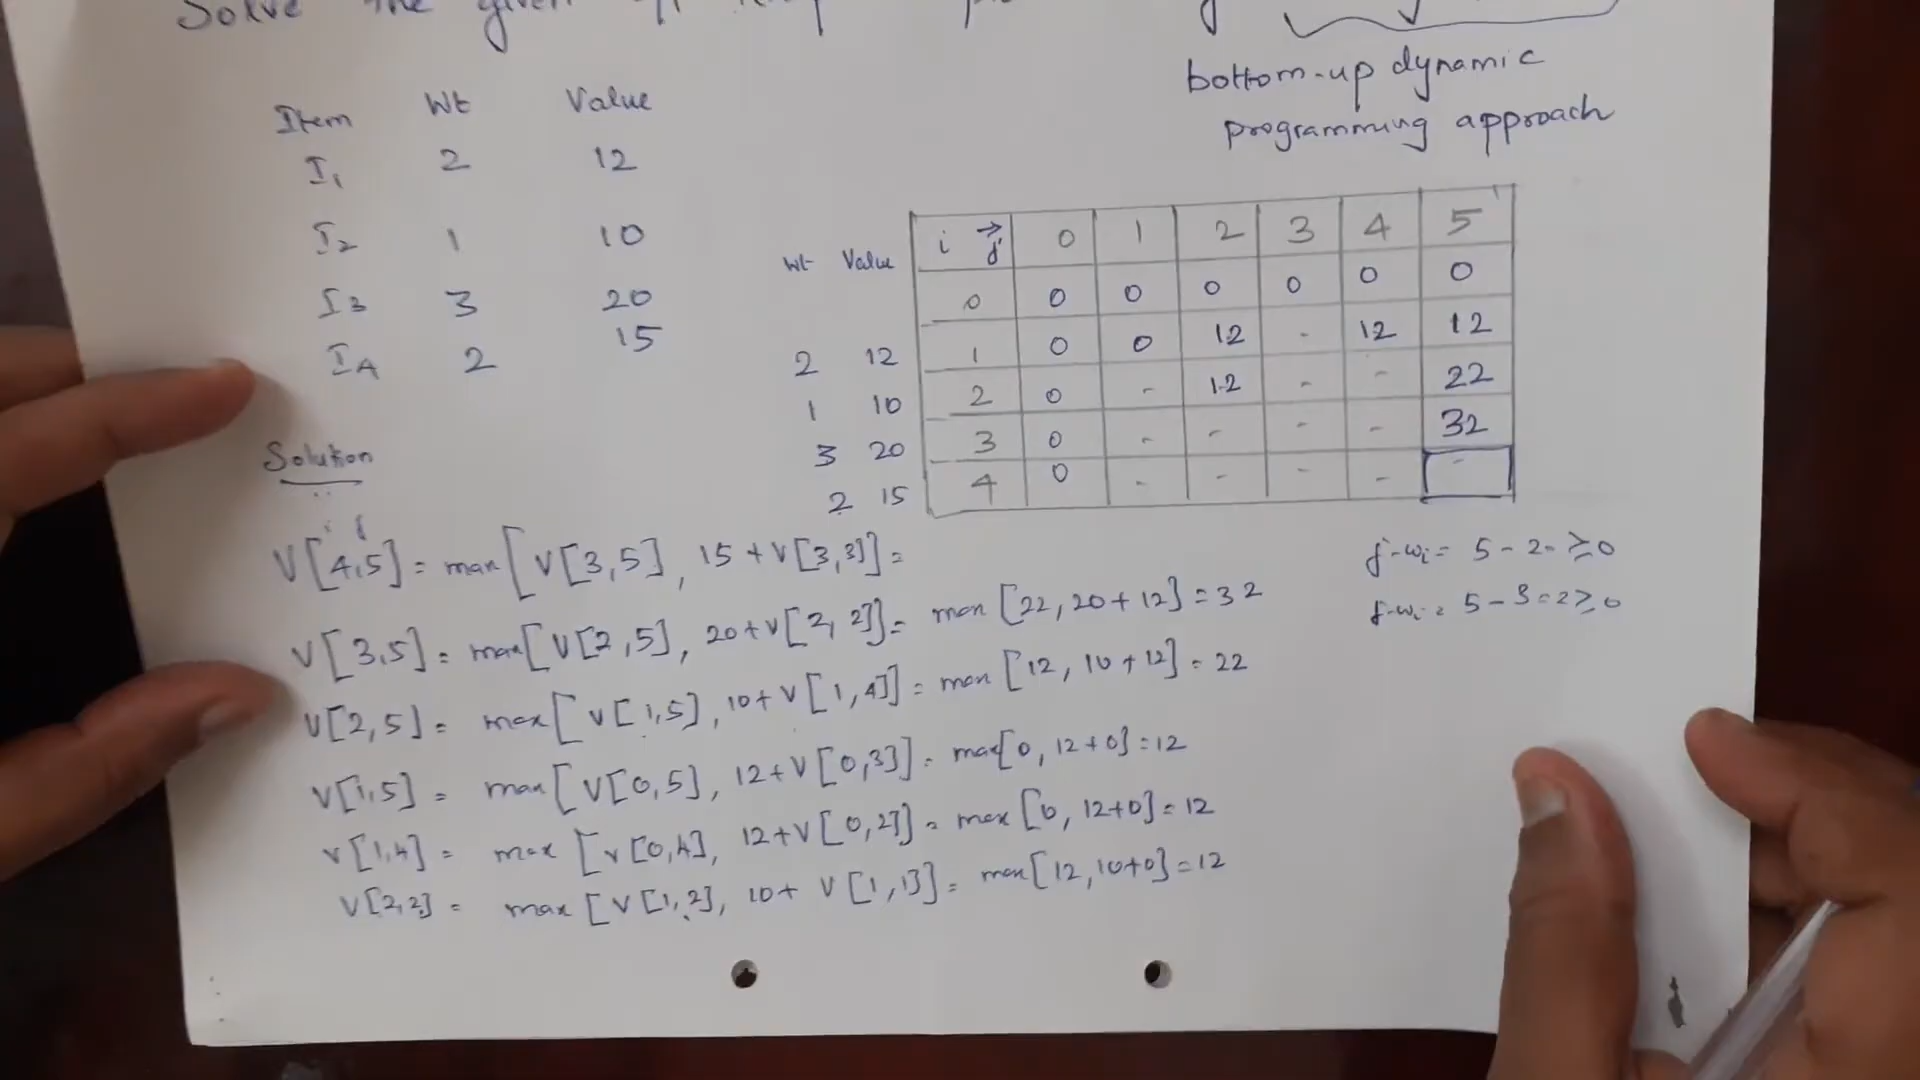 Solve the given
bottom-up dynamic
programming approach
Item Wt Value
I1 2 12
I2 1 10
I3 3 20
I4 2 15
Wt Value i j → 0 1 2 3 4 5
0 0 0 0 0 0 0
2 12 1 0 0 12 - 12 12
1 10 2 0 - 12 - - 22
3 20 3 0 - - - - 32
2 15 4 0 - - - - -
Solution
V[4,5] = max[V[3,5], 15+V[3,3]] =
j-wi = 5-2 ≥0
V[3,5] = max[V[2,5], 20+V[2,2]] = max[22, 20+12] = 32
j-wi = 5-3=2≥0
V[2,5] = max[V[1,5], 10+V[1,4]] = max[12, 10+12] = 22
V[1,5] = max[V[0,5], 12+V[0,3]] = max[0, 12+0] = 12
V[1,4] = max[V[0,4], 12+V[0,2]] = max[0, 12+0] = 12
V[2,2] = max[V[1,2], 10+V[1,1]] = max[12, 10+0] = 12